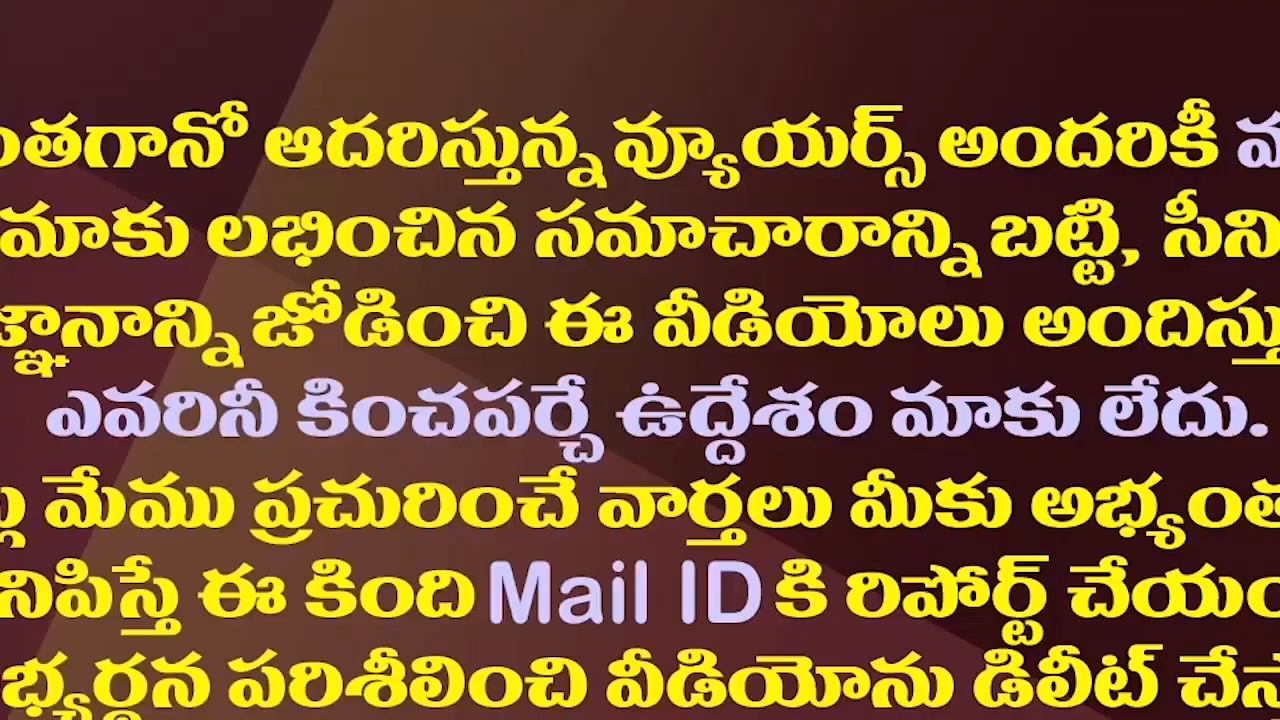 ంతగానో ఆదరిస్తున్న వ్యూయర్స్ అందరికీ
మాకు లభించిన సమాచారాన్ని బట్టి, సీని
జ్ఞానాన్ని జోడించి ఈ వీడియోలు అందిస్తు
ఎవరినీ కించపర్చే ఉద్దేశం మాకు లేదు.
మేము ప్రచురించే వార్తలు మీకు అభ్యంత
నిపిస్తే ఈ కింది Mail ID కి రిపోర్ట్ చేయం
భ్యర్థన పరిశీలించి వీడియోను డిలీట్ చేస